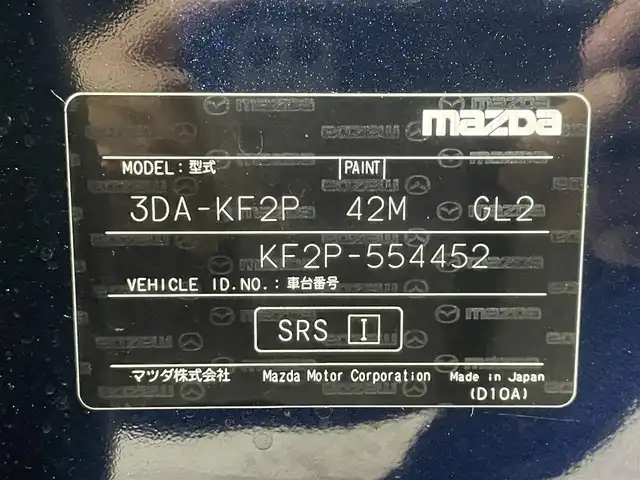 mazda
MODEL:型式 PAINT
3DA-KF2P 42M GL2
KF2P-554452
VEHICLE ID.NO.:車台番号
SRS I
マツダ株式会社 Mazda Motor Corporation Made in Japan
(D10A)